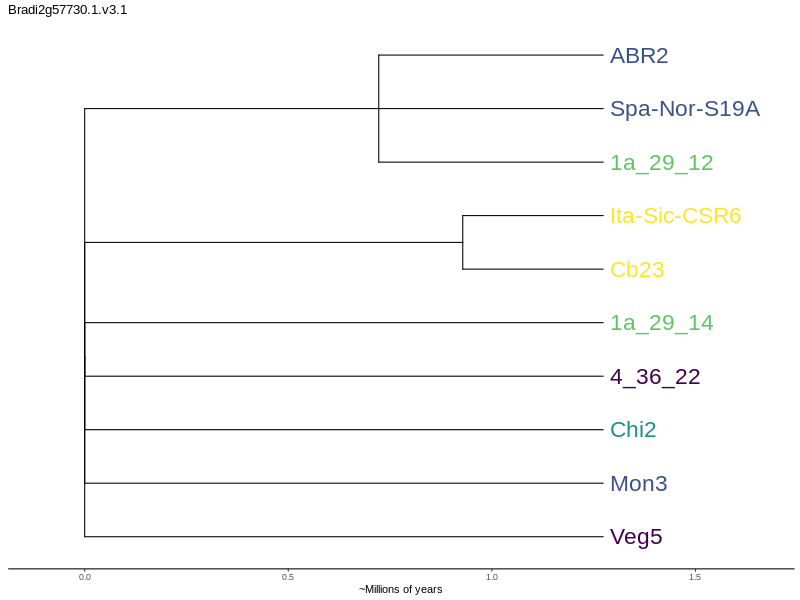 Bradi2g57730.1.v3.1
ABR2
Spa-Nor-S19A
1a_29_12
Ita-Sic-CSR6
Cb23
1a_29_14
4_36_22
Chi2
Mon3
Veg5
0.0 0.5 1.0 1.5
~Millions of years